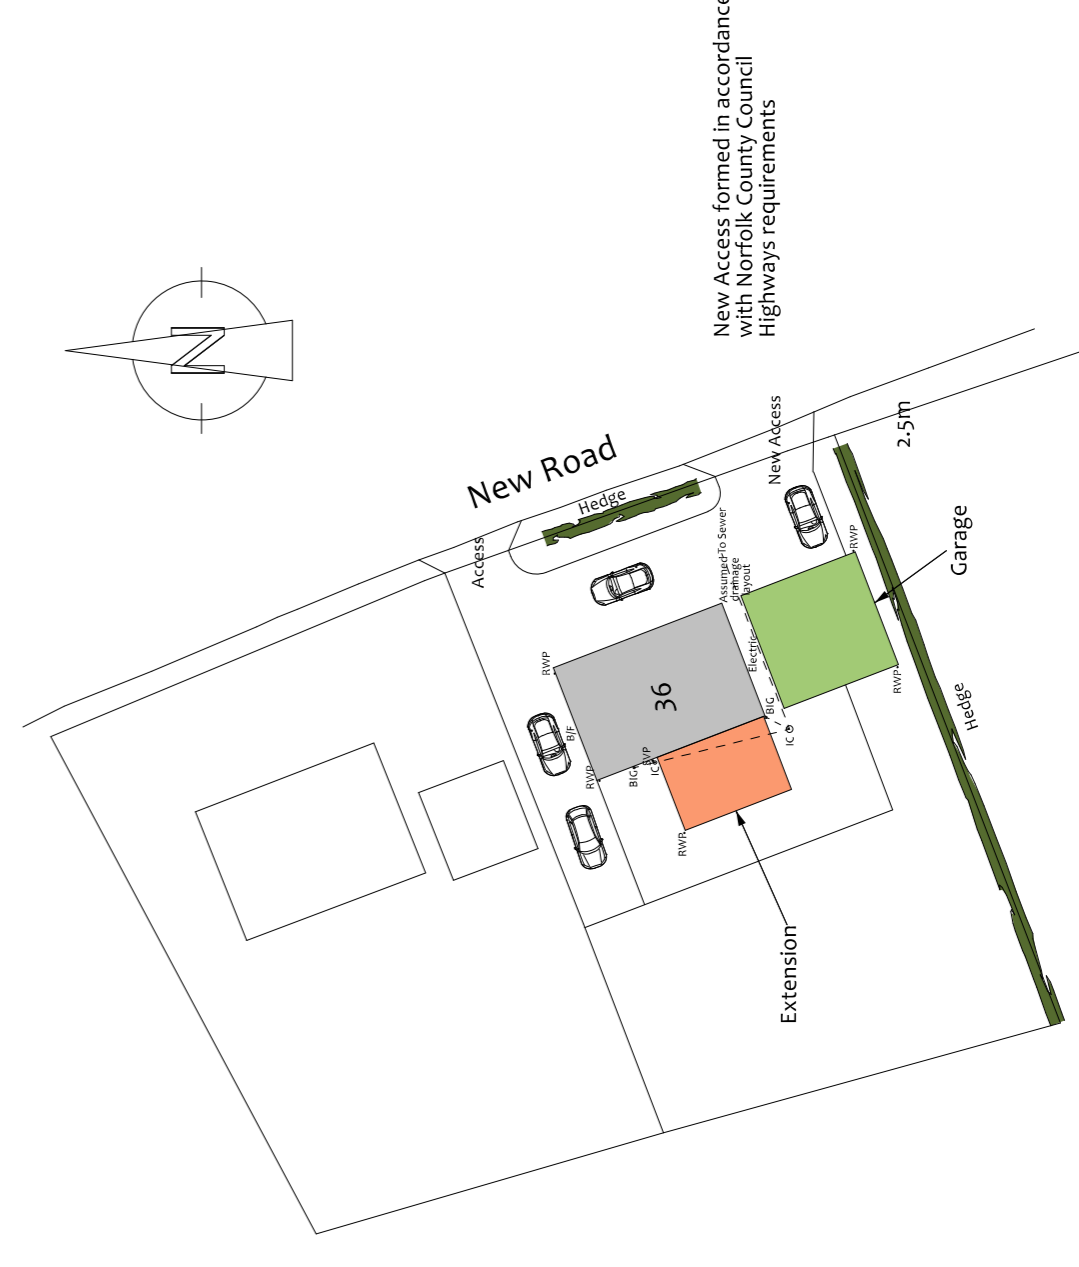 New Access formed in accordance
with Norfolk County Council
Highways requirements
N
New Road
Hedge
Access
New Access
2.5m
Assumed To Sewer
drainage
layout
Electric
RWP
RWP
B/F
36
Garage
RWP
BIG
SVP
IC
BIG
IC
RWP
RWP
Hedge
Extension